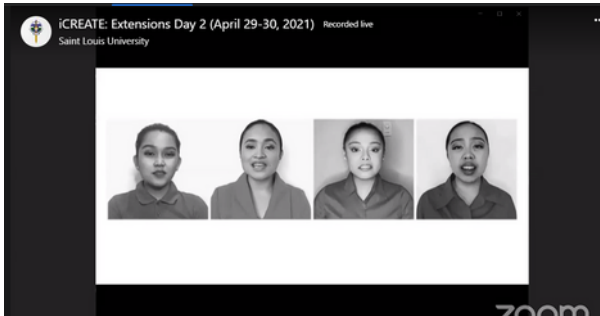 iCREATE: Extensions Day 2 (April 29-30, 2021) Recorded live
Saint Louis University
zoom